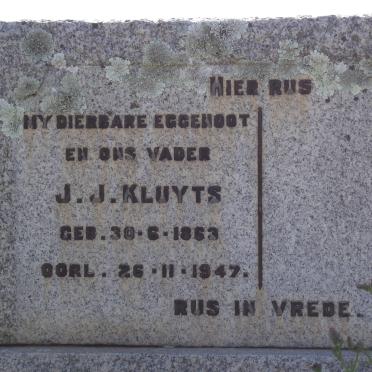 HIER RUS
MY DIERBARE EGGENOOT
EN ONS VADER
J. J. KLUYTS
GEB. 30-6-1863
OORL. 26-11-1947.
RUS IN VREDE.